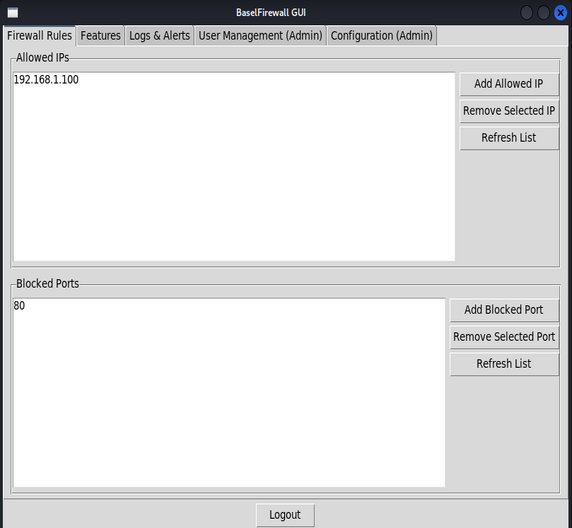 BaselFirewall GUI
Firewall Rules Features Logs & Alerts User Management (Admin) Configuration (Admin)
Allowed IPs
192.168.1.100
Add Allowed IP
Remove Selected IP
Refresh List
Blocked Ports
80
Add Blocked Port
Remove Selected Port
Refresh List
Logout